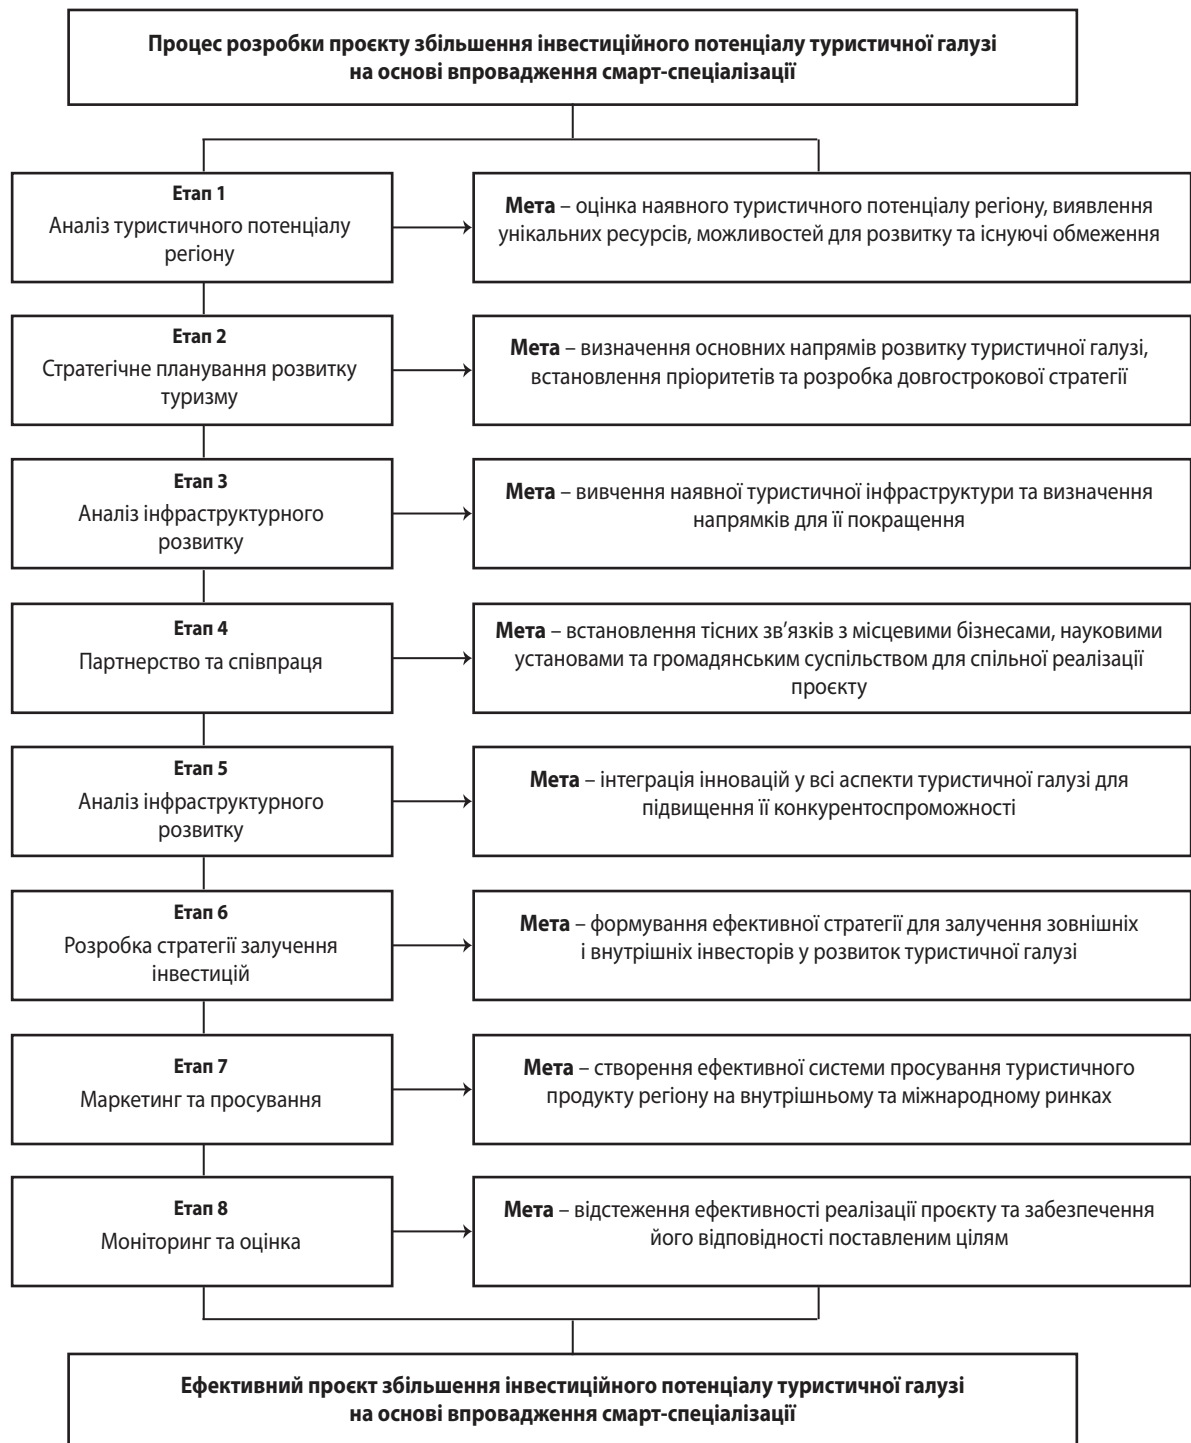 Процес розробки проєкту збільшення інвестиційного потенціалу туристичної галузі
на основі впровадження смарт-спеціалізації
Етап 1
Аналіз туристичного потенціалу
регіону
Мета – оцінка наявного туристичного потенціалу регіону, виявлення
унікальних ресурсів, можливостей для розвитку та існуючі обмеження
Етап 2
Стратегічне планування розвитку
туризму
Мета – визначення основних напрямів розвитку туристичної галузі,
встановлення пріоритетів та розробка довгострокової стратегії
Етап 3
Аналіз інфраструктурного
розвитку
Мета – вивчення наявної туристичної інфраструктури та визначення
напрямків для її покращення
Етап 4
Партнерство та співпраця
Мета – встановлення тісних зв’язків з місцевими бізнесами, науковими
установами та громадянським суспільством для спільної реалізації
проєкту
Етап 5
Аналіз інфраструктурного
розвитку
Мета – інтеграція інновацій у всі аспекти туристичної галузі для
підвищення її конкурентоспроможності
Етап 6
Розробка стратегії залучення
інвестицій
Мета – формування ефективної стратегії для залучення зовнішніх
і внутрішніх інвесторів у розвиток туристичної галузі
Етап 7
Маркетинг та просування
Мета – створення ефективної системи просування туристичного
продукту регіону на внутрішньому та міжнародному ринках
Етап 8
Моніторинг та оцінка
Мета – відстеження ефективності реалізації проєкту та забезпечення
його відповідності поставленим цілям
Ефективний проєкт збільшення інвестиційного потенціалу туристичної галузі
на основі впровадження смарт-спеціалізації